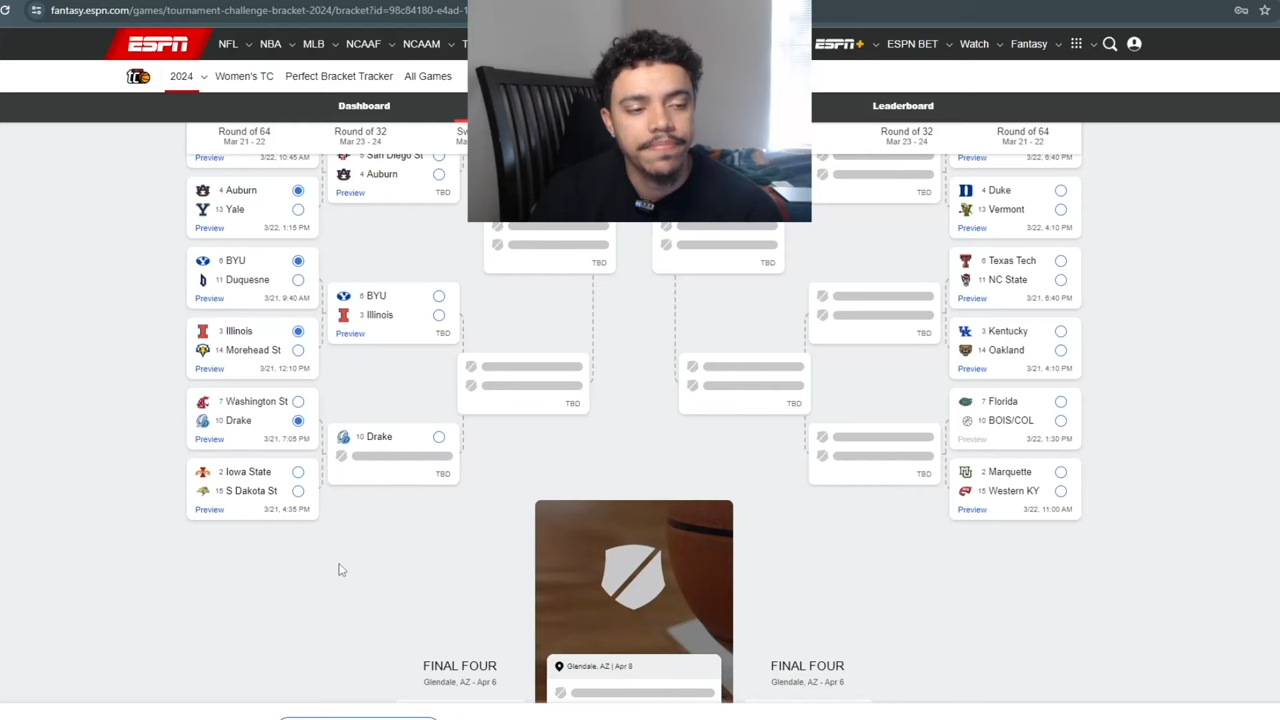 fantasy.espn.com/games/tournament-challenge-bracket-2024/bracket?id=98c84180-e4ad-1
ESPN NFL NBA MLB NCAAF NCAAM ESPN+ ESPN BET Watch Fantasy
2024 Women's TC Perfect Bracket Tracker All Games
Dashboard Leaderboard
Round of 64 Round of 32 Round of 32 Round of 64
Mar 21 - 22 Mar 23 - 24 Mar 23 - 24 Mar 21 - 22
Preview 3/22, 10:45 AM
5 San Diego St
4 Auburn
Preview TBD
4 Auburn
13 Yale
Preview 3/22, 1:15 PM
6 BYU
11 Duquesne
Preview 3/21, 9:40 AM
6 BYU
3 Illinois
Preview TBD
3 Illinois
14 Morehead St
Preview 3/21, 12:10 PM
7 Washington St
10 Drake
Preview 3/21, 7:05 PM
10 Drake
TBD
2 Iowa State
15 S Dakota St
Preview 3/21, 4:35 PM
TBD
TBD
TBD
TBD
TBD
TBD
TBD
Preview 3/22, 6:40 PM
4 Duke
13 Vermont
Preview 3/22, 4:10 PM
6 Texas Tech
11 NC State
Preview 3/21, 6:40 PM
3 Kentucky
14 Oakland
Preview 3/21, 4:10 PM
7 Florida
10 BOIS/COL
Preview 3/22, 1:30 PM
2 Marquette
15 Western KY
Preview 3/22, 11:00 AM
FINAL FOUR
Glendale, AZ - Apr 6
Glendale, AZ | Apr 8
FINAL FOUR
Glendale, AZ - Apr 6